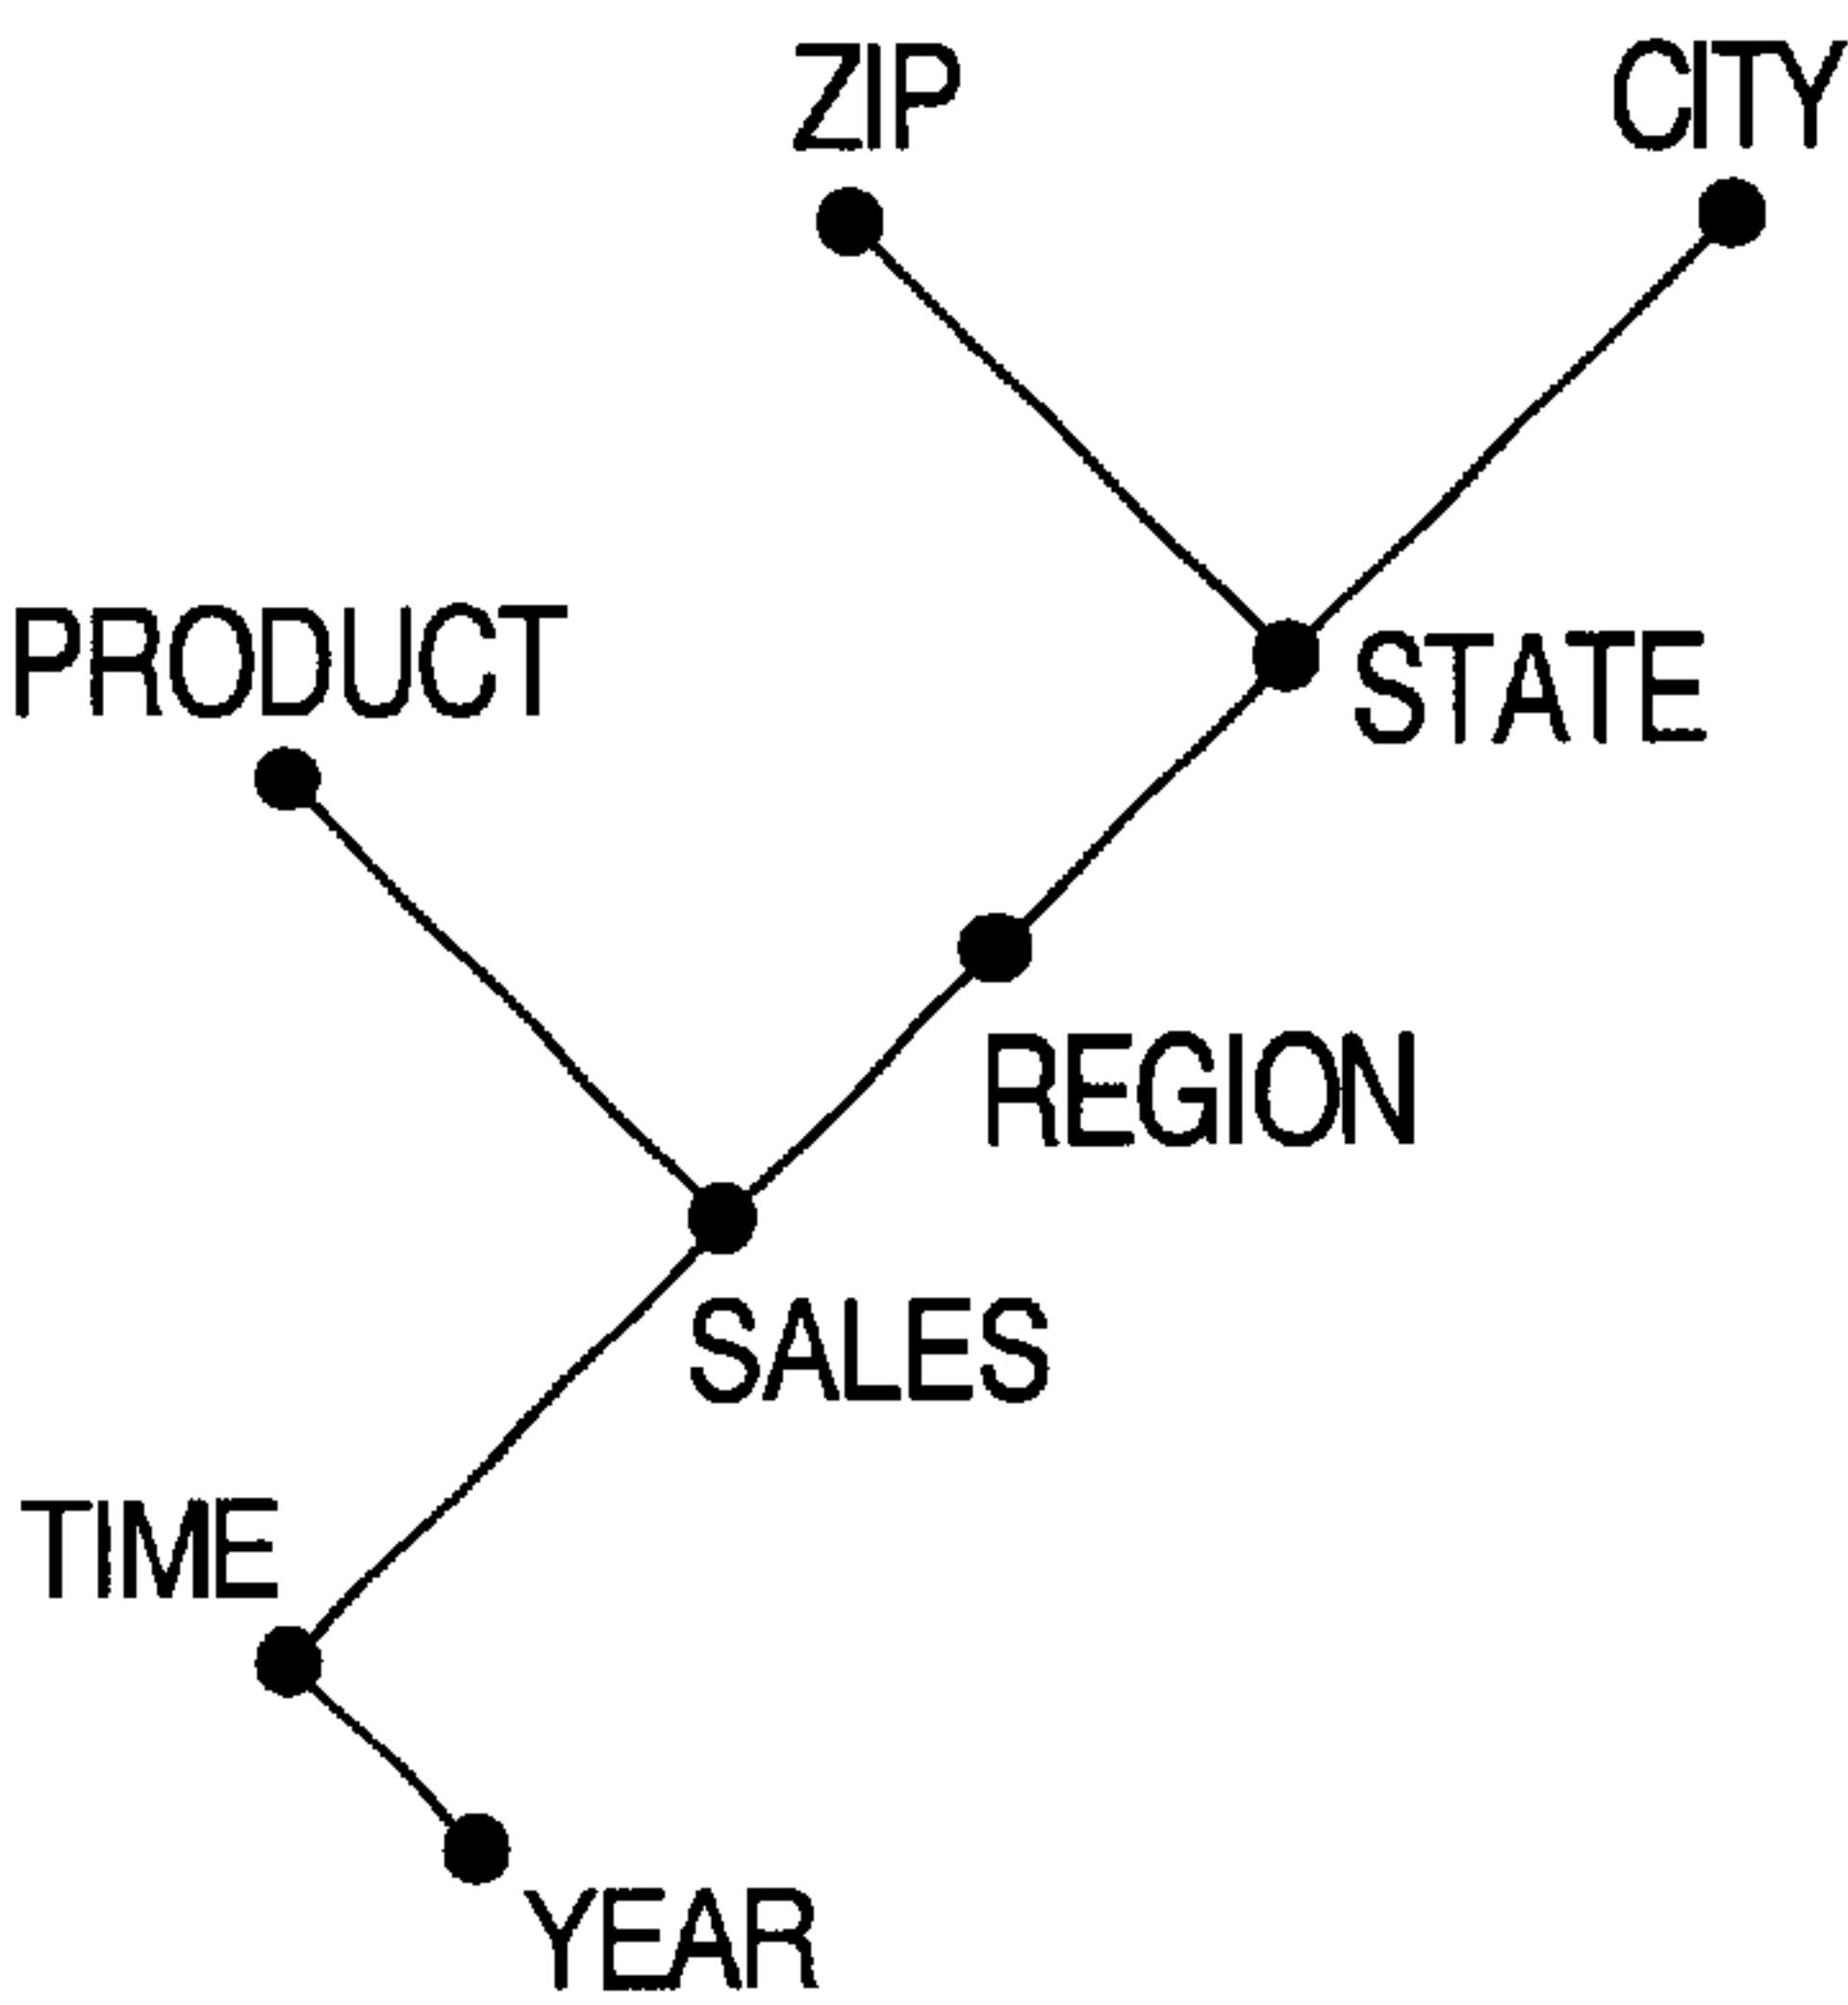 ZIP
CITY
PRODUCT
STATE
REGION
SALES
TIME
YEAR